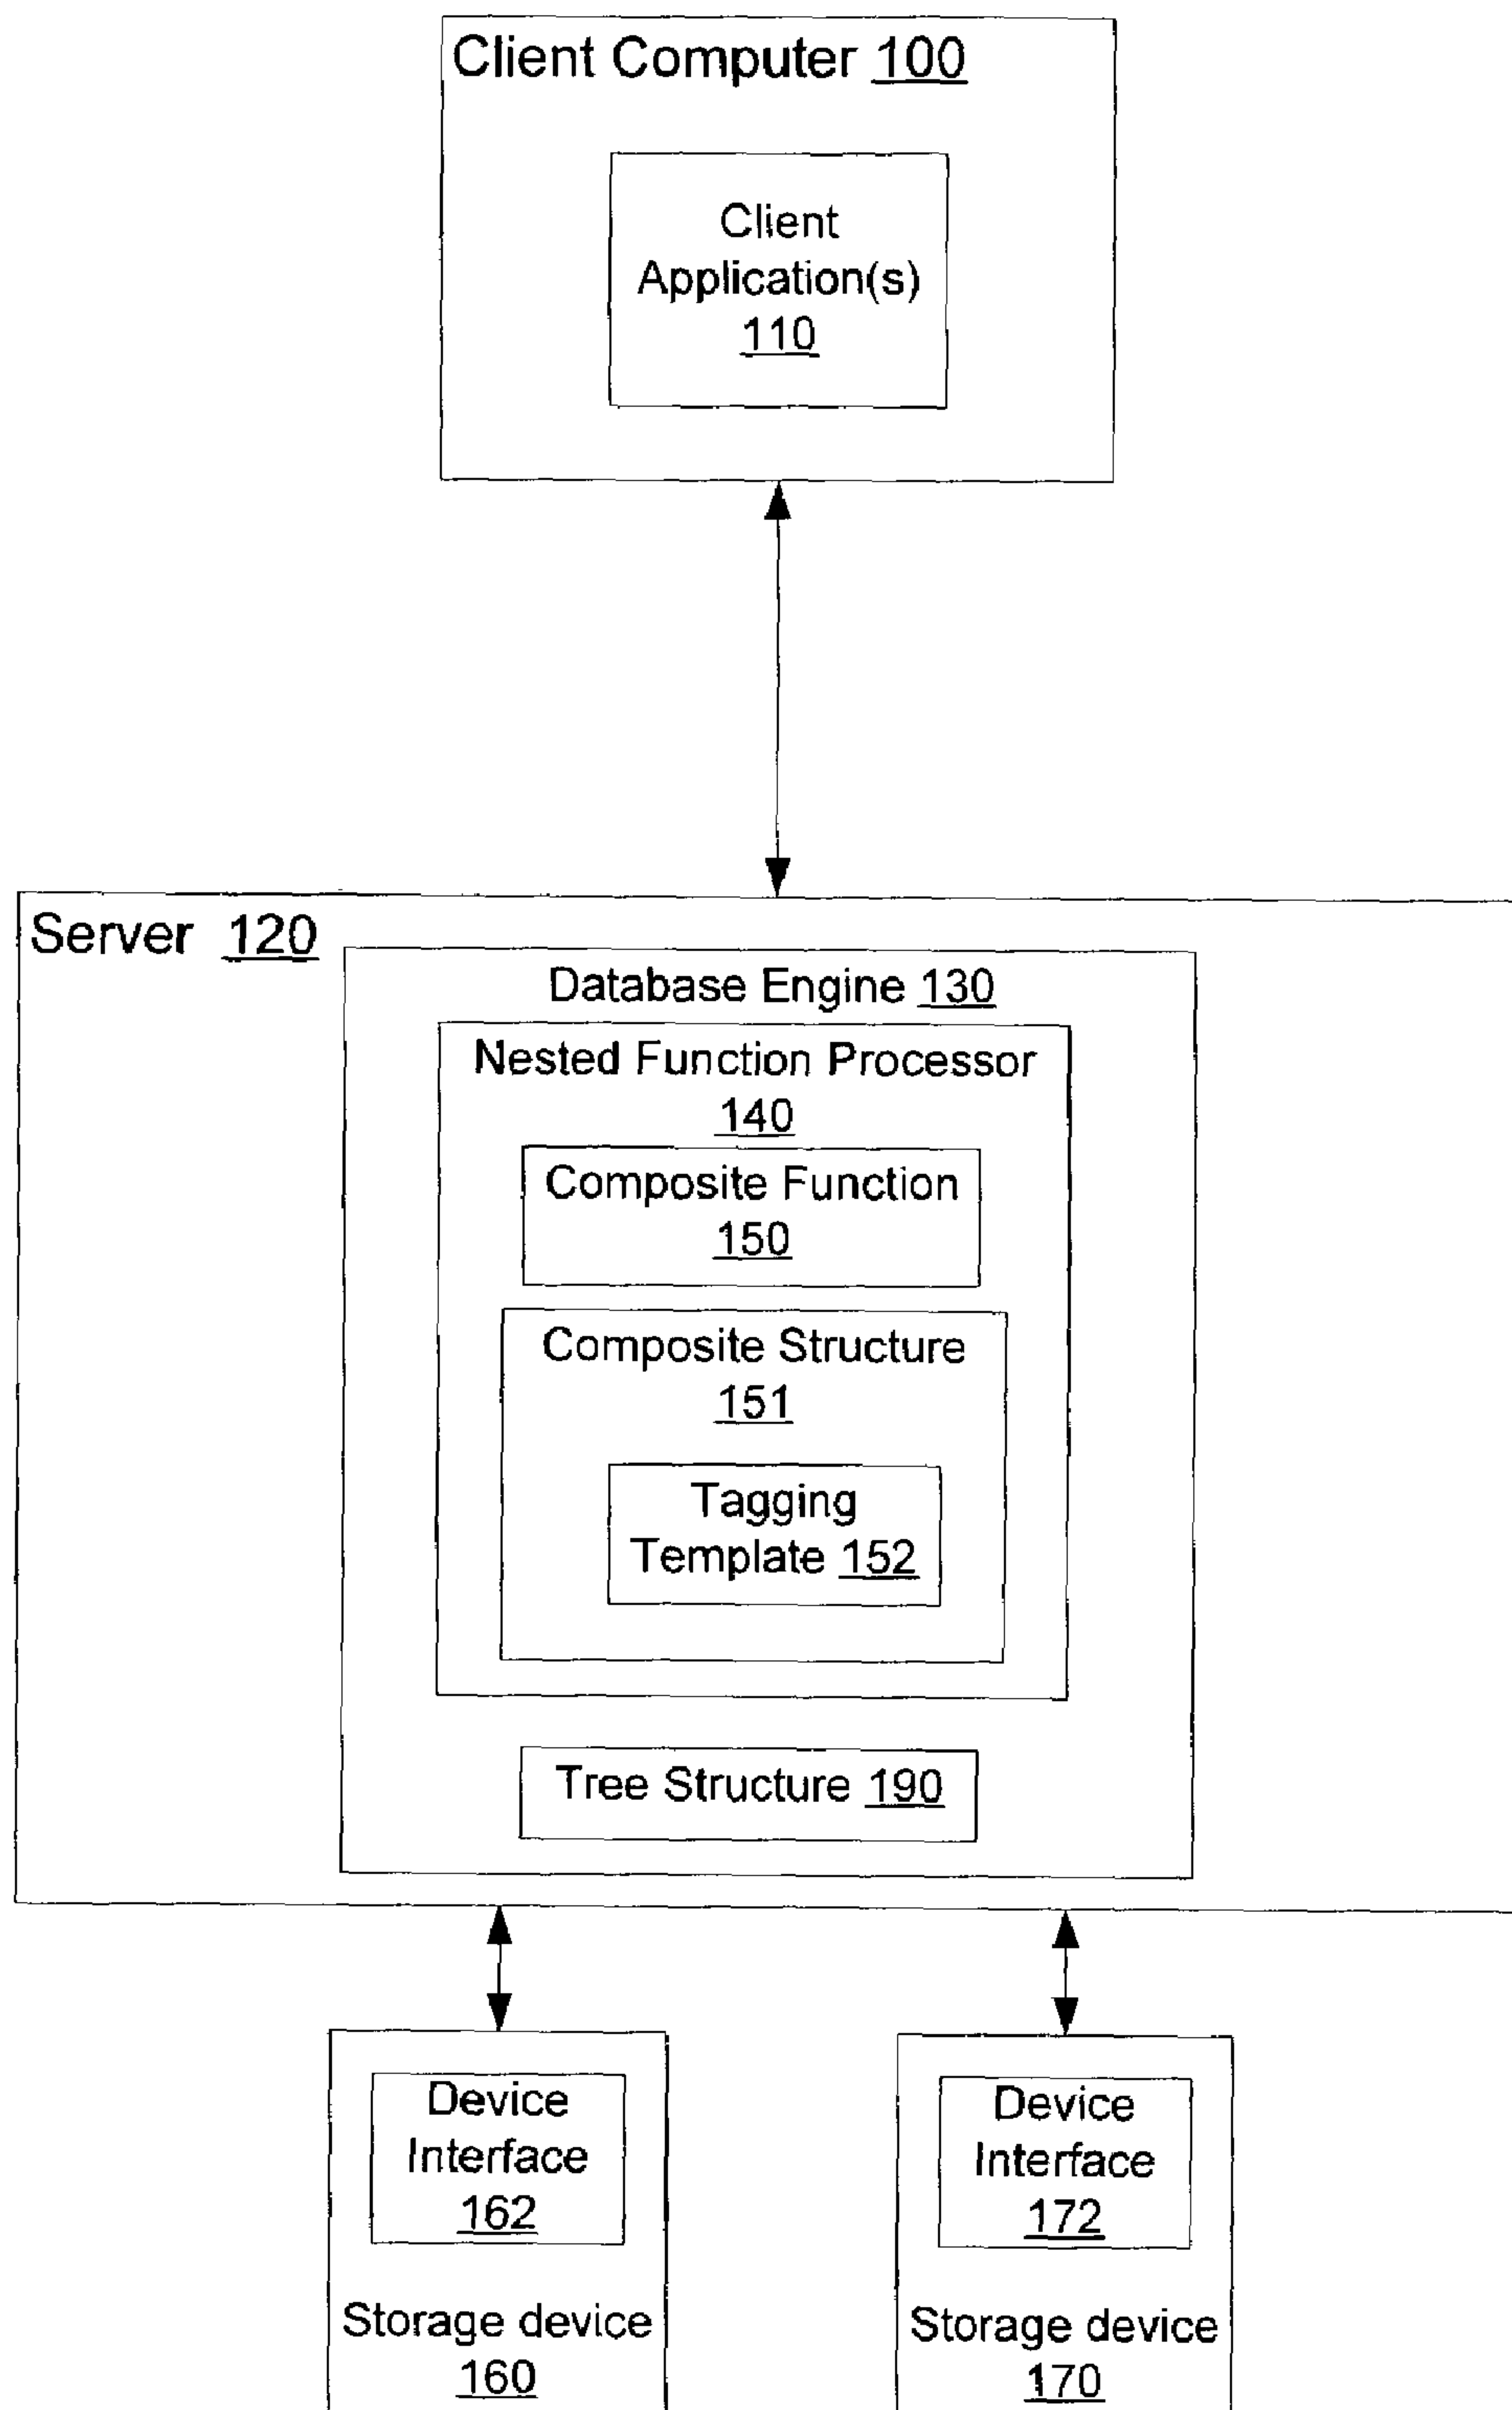 Client Computer 100
Client
Application(s)
110
Server 120
Database Engine 130
Nested Function Processor
140
Composite Function
150
Composite Structure
151
Tagging
Template 152
Tree Structure 190
Device
Interface
162
Storage device
160
Device
Interface
172
Storage device
170